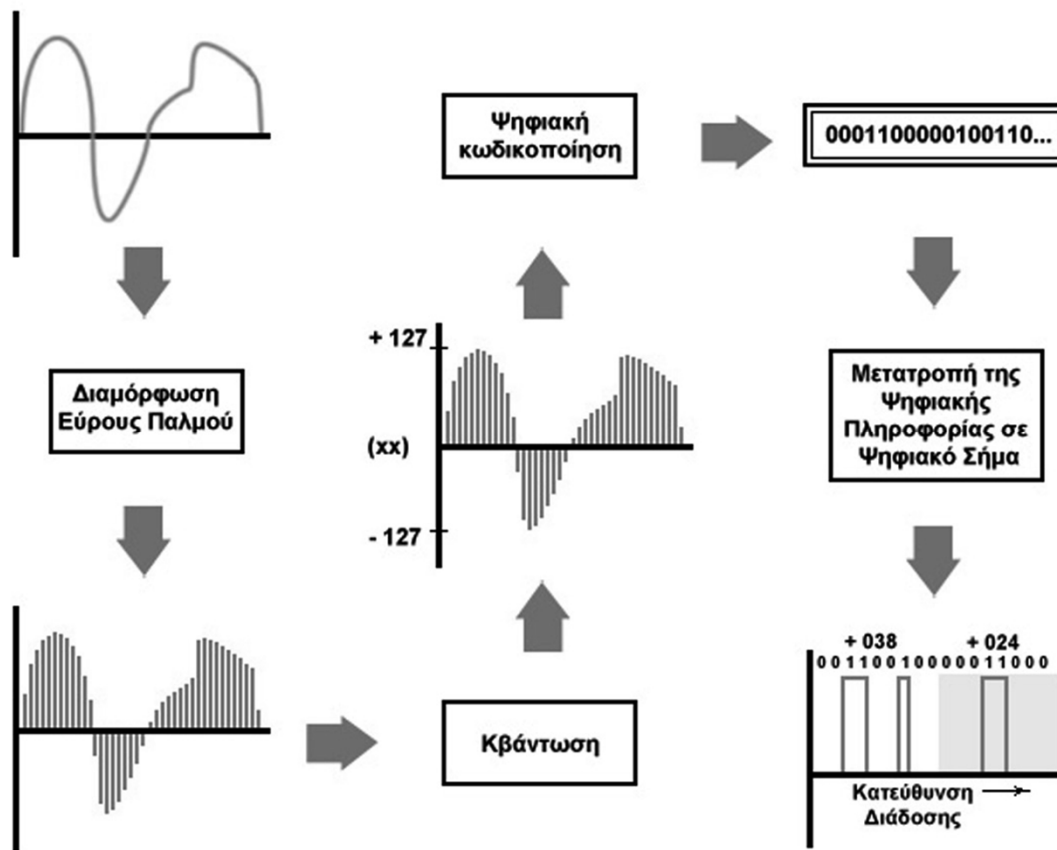 Διαμόρφωση
Εύρους Παλμού
Κβάντωση
+ 127
(xx)
- 127
Ψηφιακή
κωδικοποίηση
0001100000100110...
Μετατροπή της
Ψηφιακής
Πληροφορίας σε
Ψηφιακό Σήμα
+ 038 + 024
0 0 1 1 0 0 1 0 0 0 0 0 1 1 0 0 0
Κατεύθυνση
Διάδοσης